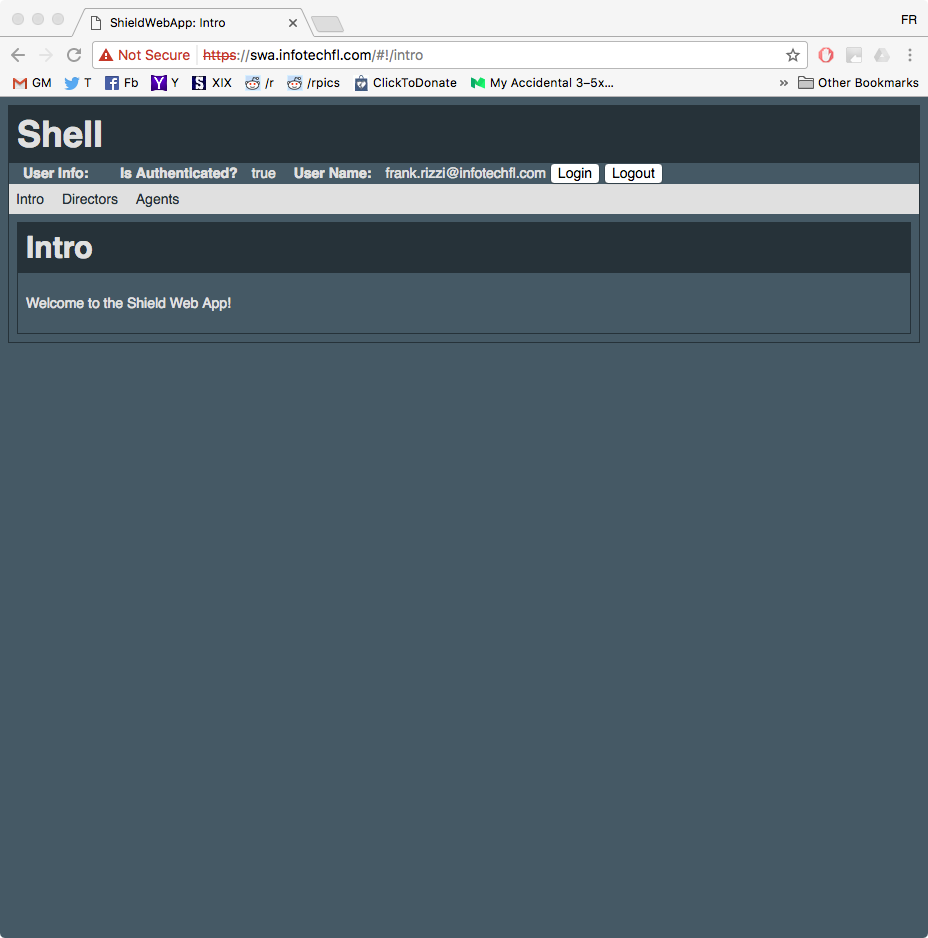 ShieldWebApp: Intro
FR
Not Secure https://swa.infotechfl.com/#!/intro
GM T Fb Y XIX /r /rpics ClickToDonate My Accidental 3–5x... » Other Bookmarks
Shell
User Info: Is Authenticated? true User Name: frank.rizzi@infotechfl.com Login Logout
Intro Directors Agents
Intro
Welcome to the Shield Web App!